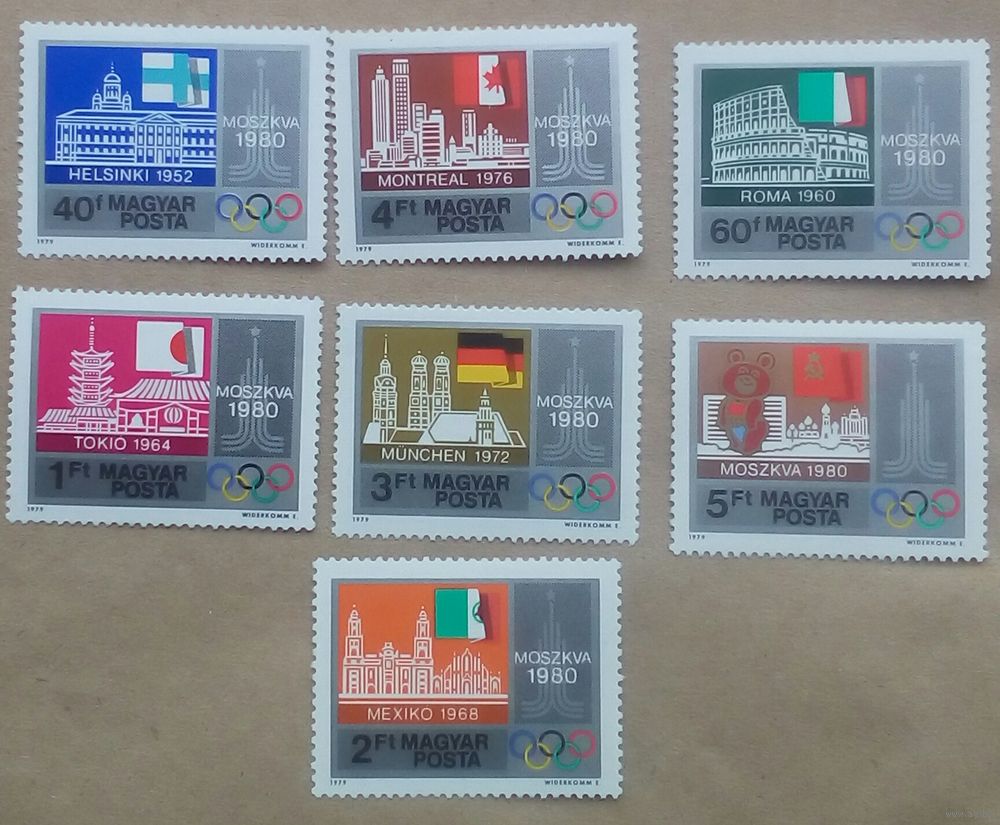 HELSINKI 1952
MOSZKVA
1980
40f MAGYAR
POSTA
1979
WIDERKOMM E.
MONTREAL 1976
MOSZKVA
1980
4Ft MAGYAR
POSTA
1979
WIDERKOMM E.
ROMA 1960
MOSZKVA
1980
60f MAGYAR
POSTA
1979
WIDERKOMM E.
TOKIÓ 1964
MOSZKVA
1980
1Ft MAGYAR
POSTA
1979
WIDERKOMM E.
MÜNCHEN 1972
MOSZKVA
1980
3Ft MAGYAR
POSTA
1979
WIDERKOMM E.
MOSZKVA 1980
5Ft MAGYAR
POSTA
1979
WIDERKOMM E.
MEXIKÓ 1968
MOSZKVA
1980
2Ft MAGYAR
POSTA
1979
WIDERKOMM E.